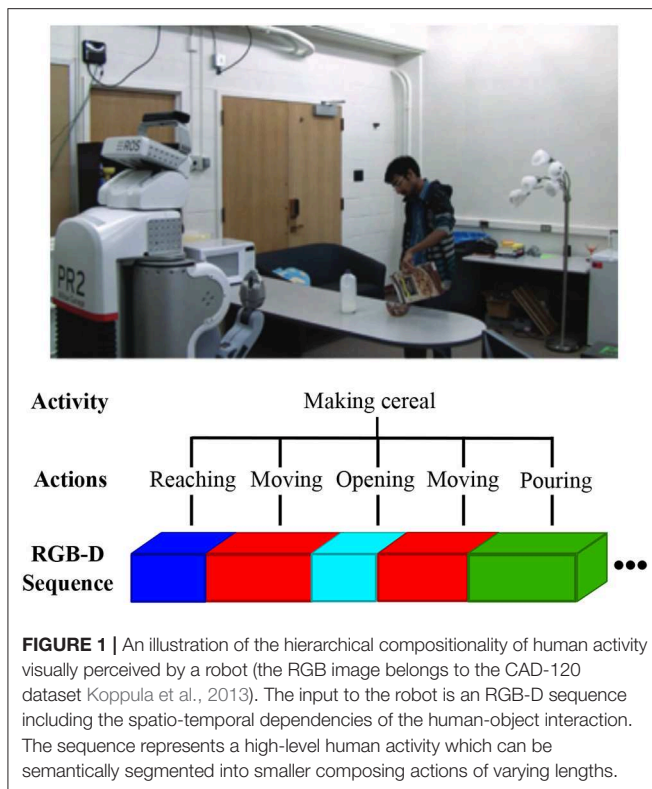 ROS
PR2
Activity
Making cereal
Actions
Reaching Moving Opening Moving Pouring
RGB-D
Sequence
FIGURE 1 | An illustration of the hierarchical compositionality of human activity
visually perceived by a robot (the RGB image belongs to the CAD-120
dataset Koppula et al., 2013). The input to the robot is an RGB-D sequence
including the spatio-temporal dependencies of the human-object interaction.
The sequence represents a high-level human activity which can be
semantically segmented into smaller composing actions of varying lengths.